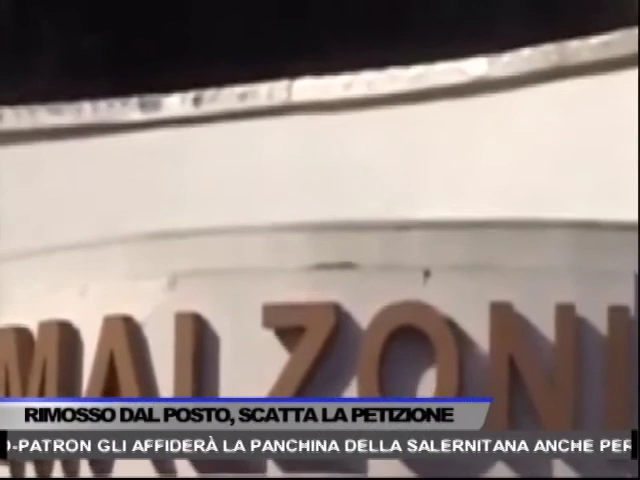 MALZONI
RIMOSSO DAL POSTO, SCATTA LA PETIZIONE
O-PATRON GLI AFFIDERÀ LA PANCHINA DELLA SALERNITANA ANCHE PER